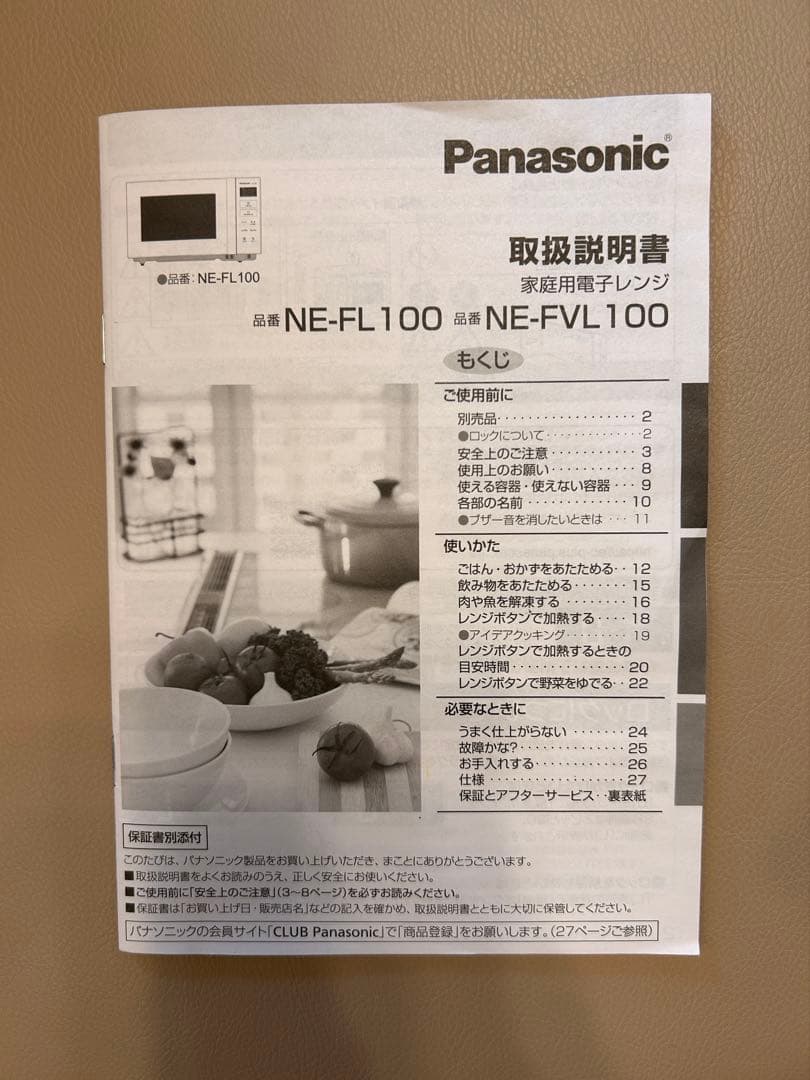 Panasonic®
●品番:NE-FL100
取扱説明書
家庭用電子レンジ
品番 NE-FL100 品番 NE-FVL100
もくじ
ご使用前に
別売品・・・・・・・・・・・・・・・・・・ 2
●ロックについて・・・・・・・・・・・・・・ 2
安全上のご注意・・・・・・・・・・・ 3
使用上のお願い・・・・・・・・・・・ 8
使える容器・使えない容器・・・ 9
各部の名前・・・・・・・・・・・・・ 10
●ブザー音を消したいときは・・・ 11
使いかた
ごはん・おかずをあたためる・・ 12
飲み物をあたためる・・・・・・・ 15
肉や魚を解凍する・・・・・・・・ 16
レンジボタンで加熱する・・・・ 18
●アイデアクッキング・・・・・・・・・ 19
レンジボタンで加熱するときの
目安時間・・・・・・・・・・・・・・・ 20
レンジボタンで野菜をゆでる・・ 22
必要なときに
うまく仕上がらない・・・・・・・ 24
故障かな?・・・・・・・・・・・・・・ 25
お手入れする・・・・・・・・・・・・ 26
仕様・・・・・・・・・・・・・・・・・・ 27
保証とアフターサービス・・裏表紙
保証書別添付
このたびは、パナソニック製品をお買い上げいただき、まことにありがとうございます。
■取扱説明書をよくお読みのうえ、正しく安全にお使いください。
■ご使用前に「安全上のご注意」(3〜8ページ)を必ずお読みください。
■保証書は「お買い上げ日・販売店名」などの記入を確かめ、取扱説明書とともに大切に保管してください。
パナソニックの会員サイト「CLUB Panasonic」で「商品登録」をお願いします。(27ページご参照)